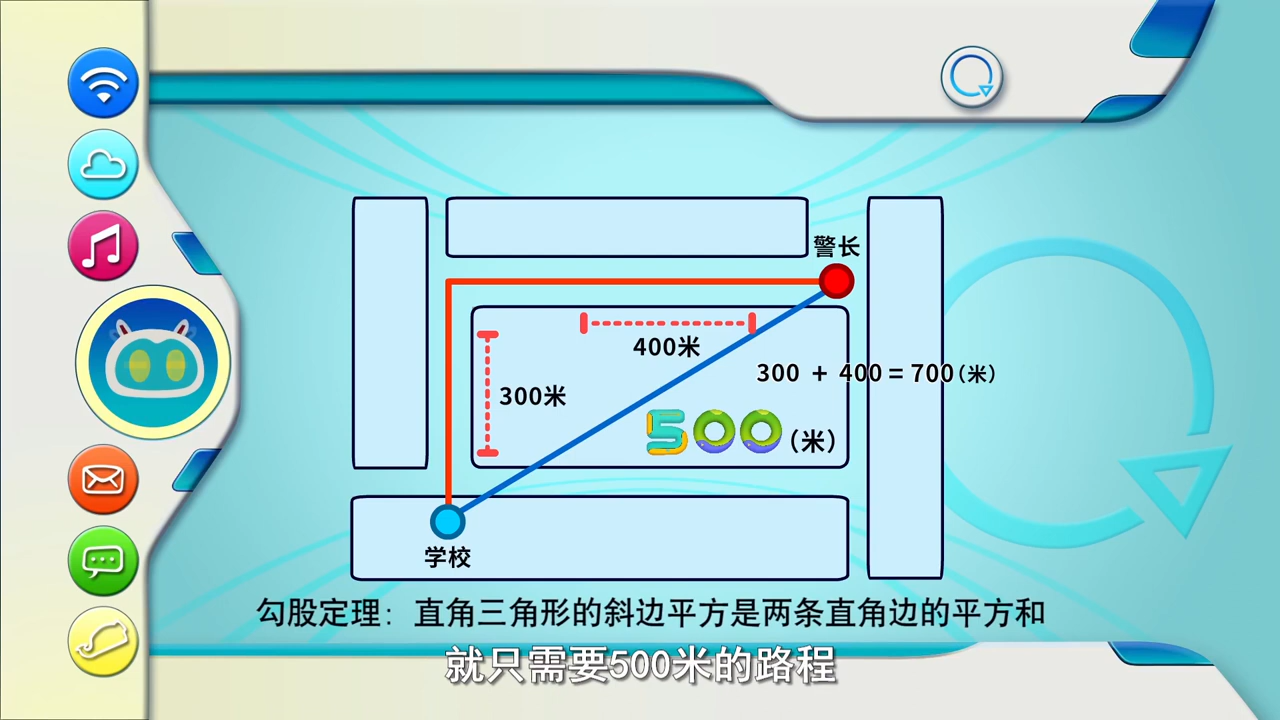 警长
400米
300 + 400 = 700(米)
300米
500(米)
学校
勾股定理：直角三角形的斜边平方是两条直角边的平方和
就只需要500米的路程